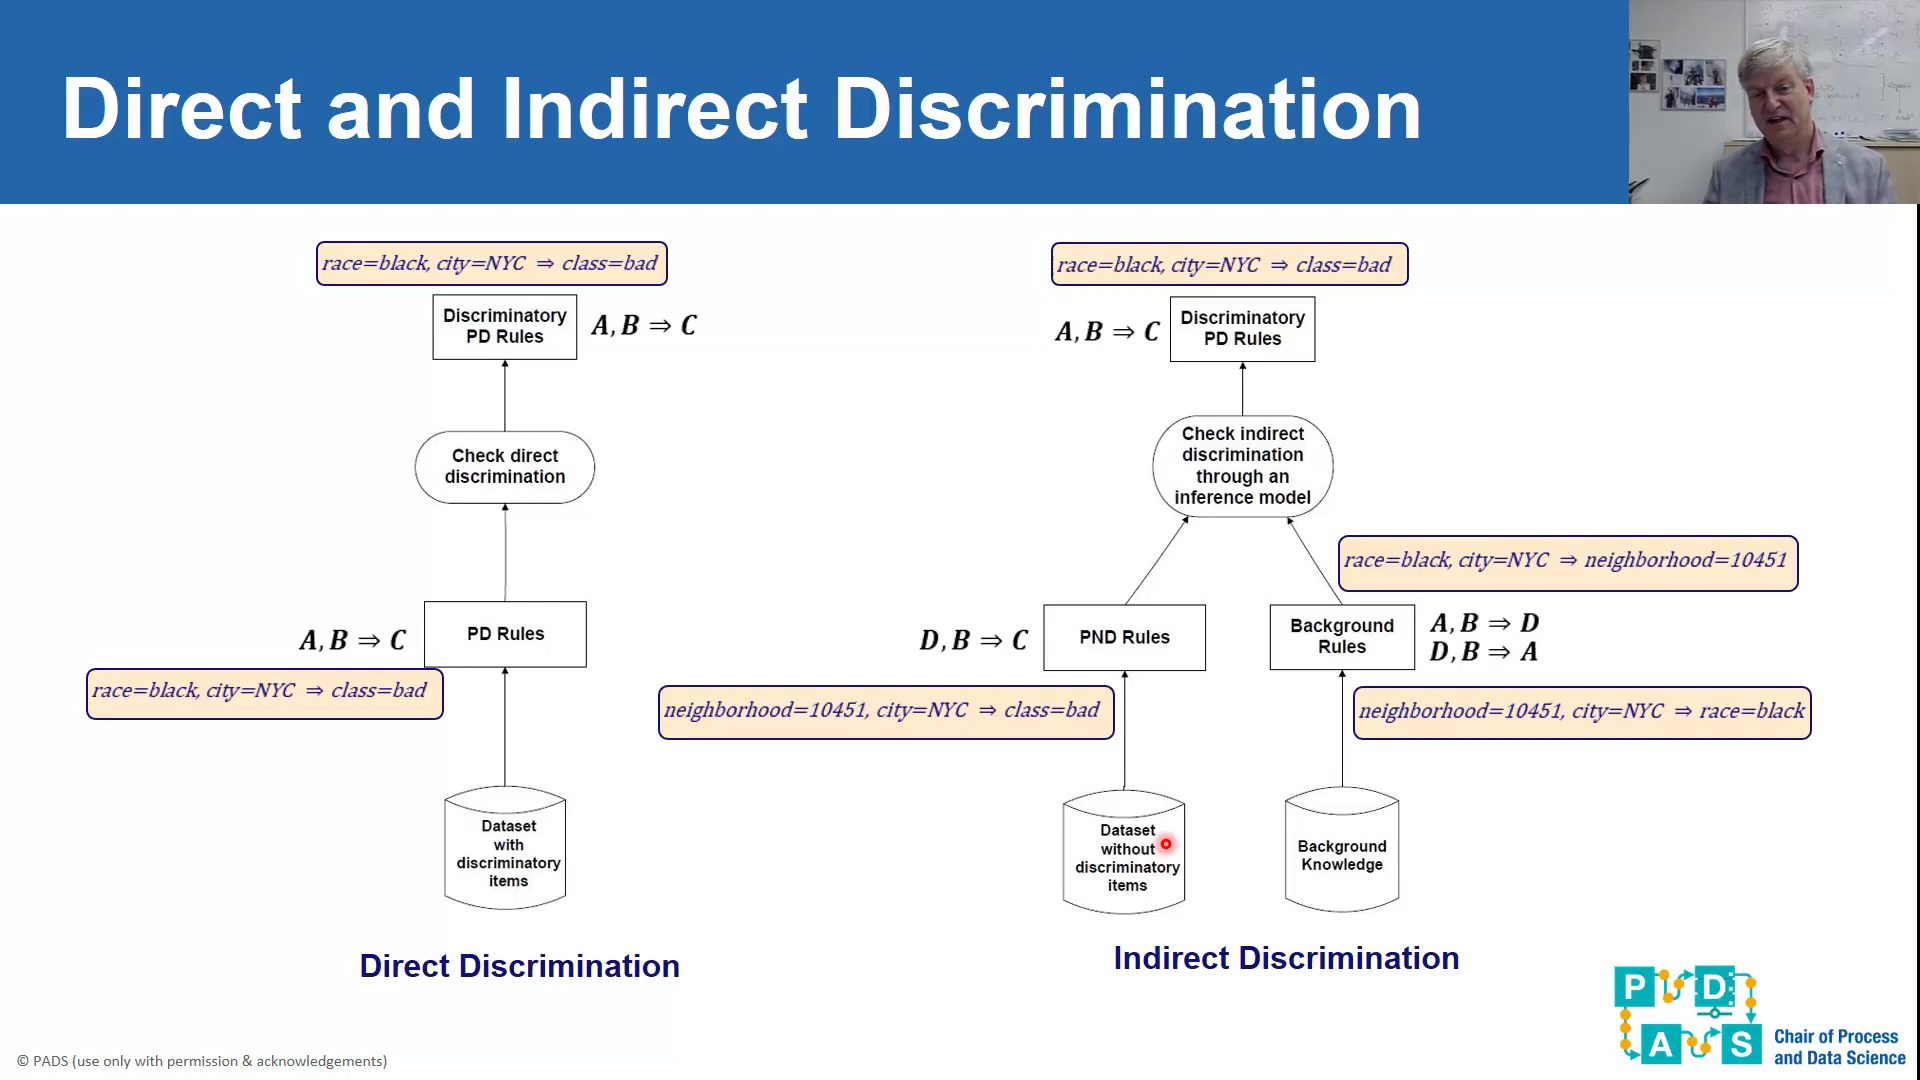 Direct and Indirect Discrimination
race=black, city=NYC ⇒ class=bad
Discriminatory
PD Rules
A, B ⇒ C
Check direct
discrimination
PD Rules
A, B ⇒ C
race=black, city=NYC ⇒ class=bad
Dataset
with
discriminatory
items
Direct Discrimination
race=black, city=NYC ⇒ class=bad
A, B ⇒ C
Discriminatory
PD Rules
Check indirect
discrimination
through an
inference model
race=black, city=NYC ⇒ neighborhood=10451
D, B ⇒ C
PND Rules
Background
Rules
A, B ⇒ D
D, B ⇒ A
neighborhood=10451, city=NYC ⇒ class=bad
neighborhood=10451, city=NYC ⇒ race=black
Dataset
without
discriminatory
items
Background
Knowledge
Indirect Discrimination
P D
A S
Chair of Process
and Data Science
© PADS (use only with permission & acknowledgements)